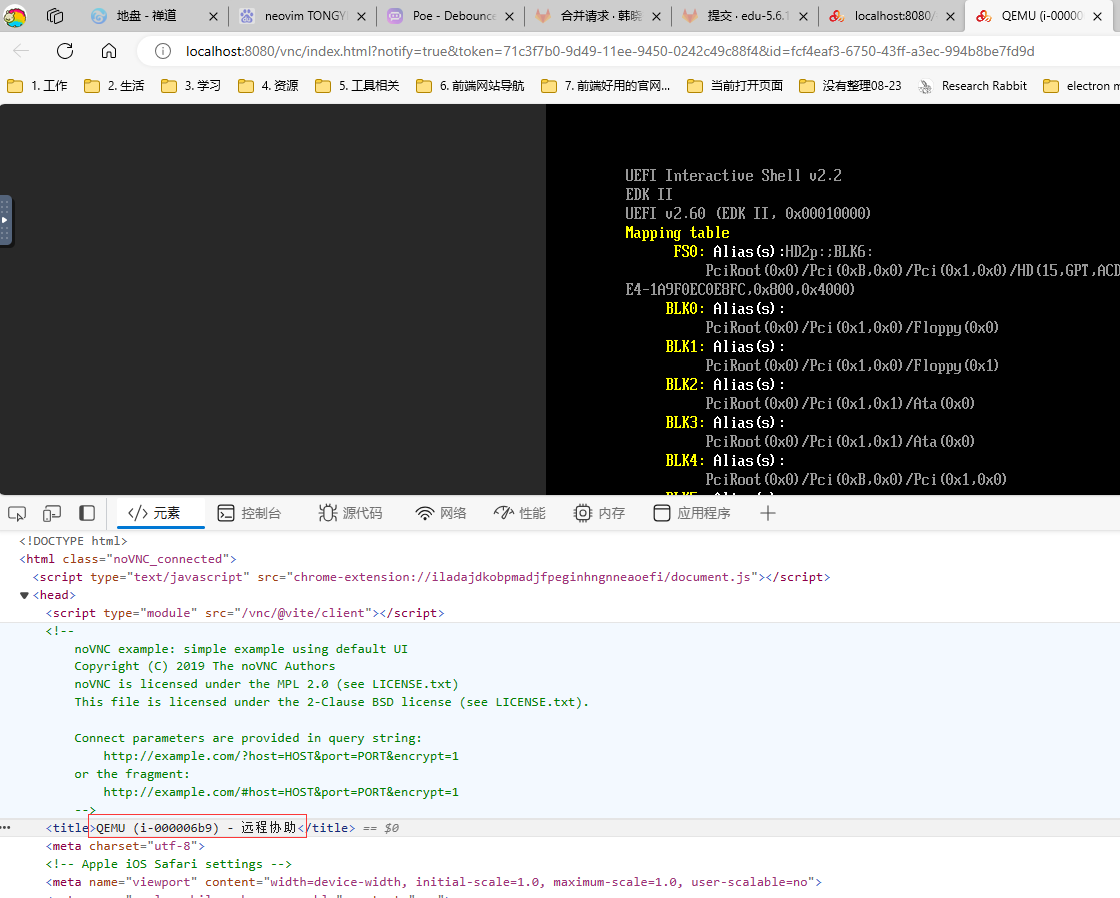 地盘 - 禅道
neovim TONGYI
Poe - Debounce
合并请求 · 韩晓
提交 · edu-5.6.1
localhost:8080/
QEMU (i-00000
localhost:8080/vnc/index.html?notify=true&token=71c3f7b0-9d49-11ee-9450-0242c49c88f4&id=fcf4eaf3-6750-43ff-a3ec-994b8be7fd9d
1. 工作
2. 生活
3. 学习
4. 资源
5. 工具相关
6. 前端网站导航
7. 前端好用的官网...
当前打开页面
没有整理08-23
Research Rabbit
electron m
UEFI Interactive Shell v2.2
EDK II
UEFI v2.60 (EDK II, 0x00010000)
Mapping table
FS0: Alias(s):HD2p:;BLK6:
PciRoot(0x0)/Pci(0xB,0x0)/Pci(0x1,0x0)/HD(15,GPT,ACD
E4-1A9F0EC0E8FC,0x800,0x4000)
BLK0: Alias(s):
PciRoot(0x0)/Pci(0x1,0x0)/Floppy(0x0)
BLK1: Alias(s):
PciRoot(0x0)/Pci(0x1,0x0)/Floppy(0x1)
BLK2: Alias(s):
PciRoot(0x0)/Pci(0x1,0x1)/Ata(0x0)
BLK3: Alias(s):
PciRoot(0x0)/Pci(0x1,0x1)/Ata(0x0)
BLK4: Alias(s):
PciRoot(0x0)/Pci(0xB,0x0)/Pci(0x1,0x0)
元素
控制台
源代码
网络
性能
内存
应用程序
<!DOCTYPE html>
<html class="noVNC_connected">
<script type="text/javascript" src="chrome-extension://iladajdkobpmadjfpeginhngnneaoefi/document.js"></script>
<head>
<script type="module" src="/vnc/@vite/client"></script>
<!--
noVNC example: simple example using default UI
Copyright (C) 2019 The noVNC Authors
noVNC is licensed under the MPL 2.0 (see LICENSE.txt)
This file is licensed under the 2-Clause BSD license (see LICENSE.txt).
Connect parameters are provided in query string:
http://example.com/?host=HOST&port=PORT&encrypt=1
or the fragment:
http://example.com/#host=HOST&port=PORT&encrypt=1
-->
<title>QEMU (i-000006b9) - 远程协助</title> == $0
<meta charset="utf-8">
<!-- Apple iOS Safari settings -->
<meta name="viewport" content="width=device-width, initial-scale=1.0, maximum-scale=1.0, user-scalable=no">